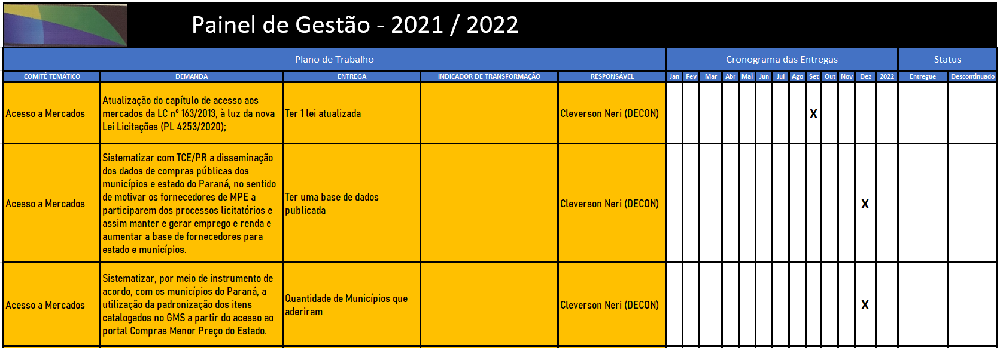 Painel de Gestão - 2021 / 2022
Plano de Trabalho
Cronograma das Entregas
Status
COMITÊ TEMÁTICO
DEMANDA
ENTREGA
INDICADOR DE TRANSFORMAÇÃO
RESPONSÁVEL
Jan
Fev
Mar
Abr
Mai
Jun
Jul
Ago
Set
Out
Nov
Dez
2022
Entregue
Descontinuado
Acesso a Mercados
Atualização do capítulo de acesso aos
mercados da LC nº 163/2013, à luz da nova
Lei Licitações (PL 4253/2020);
Ter 1 lei atualizada
Cleverson Neri (DECON)
X
Acesso a Mercados
Sistematizar com TCE/PR a disseminação
dos dados de compras públicas dos
municípios e estado do Paraná, no sentido
de motivar os fornecedores de MPE a
participarem dos processos licitatórios e
assim manter e gerar emprego e renda e
aumentar a base de fornecedores para
estado e municípios.
Ter uma base de dados
publicada
Cleverson Neri (DECON)
X
Acesso a Mercados
Sistematizar, por meio de instrumento de
acordo, com os municípios do Paraná, a
utilização da padronização dos itens
catalogados no GMS a partir do acesso ao
portal Compras Menor Preço do Estado.
Quantidade de Municípios que
aderiram
Cleverson Neri (DECON)
X